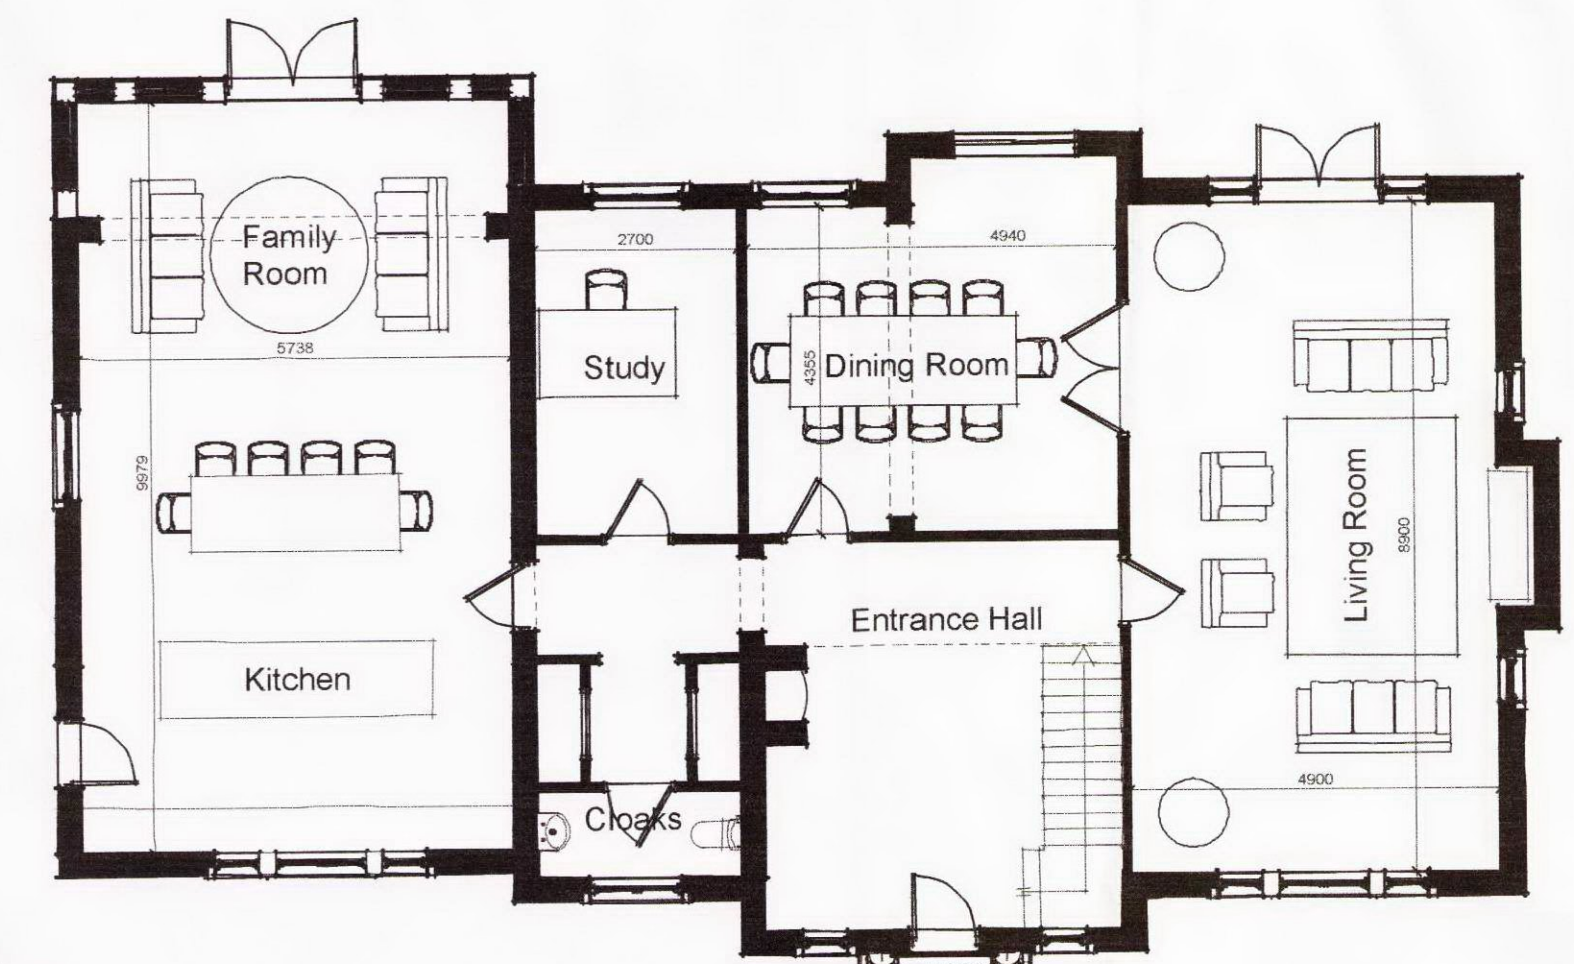 Family
Room
5738
9979
Kitchen
2700
Study
4940
4355
Dining Room
Entrance Hall
Cloaks
Living Room
8900
4900